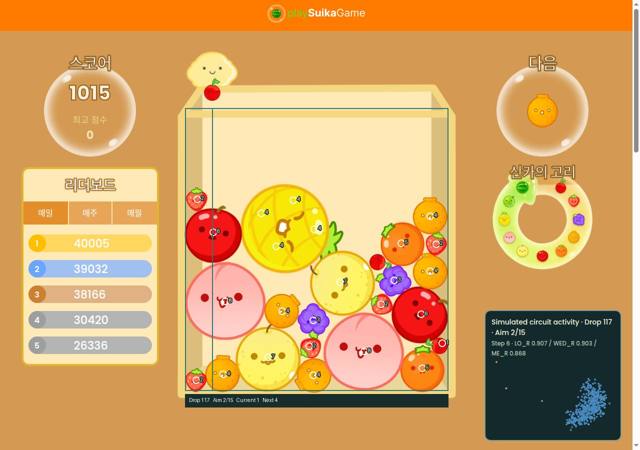 playSuikaGame
스코어
1015
최고 점수
0
리더보드
매일
매주
매월
1 40005
2 39032
3 38166
4 30420
5 26336
다음
신카의 고리
Simulated circuit activity · Drop 117
· Aim 2/15
Step 6 · LO_R 0.907 / WED_R 0.903 /
ME_R 0.868
Drop 117 Aim 2/15 Current 1 Next 4